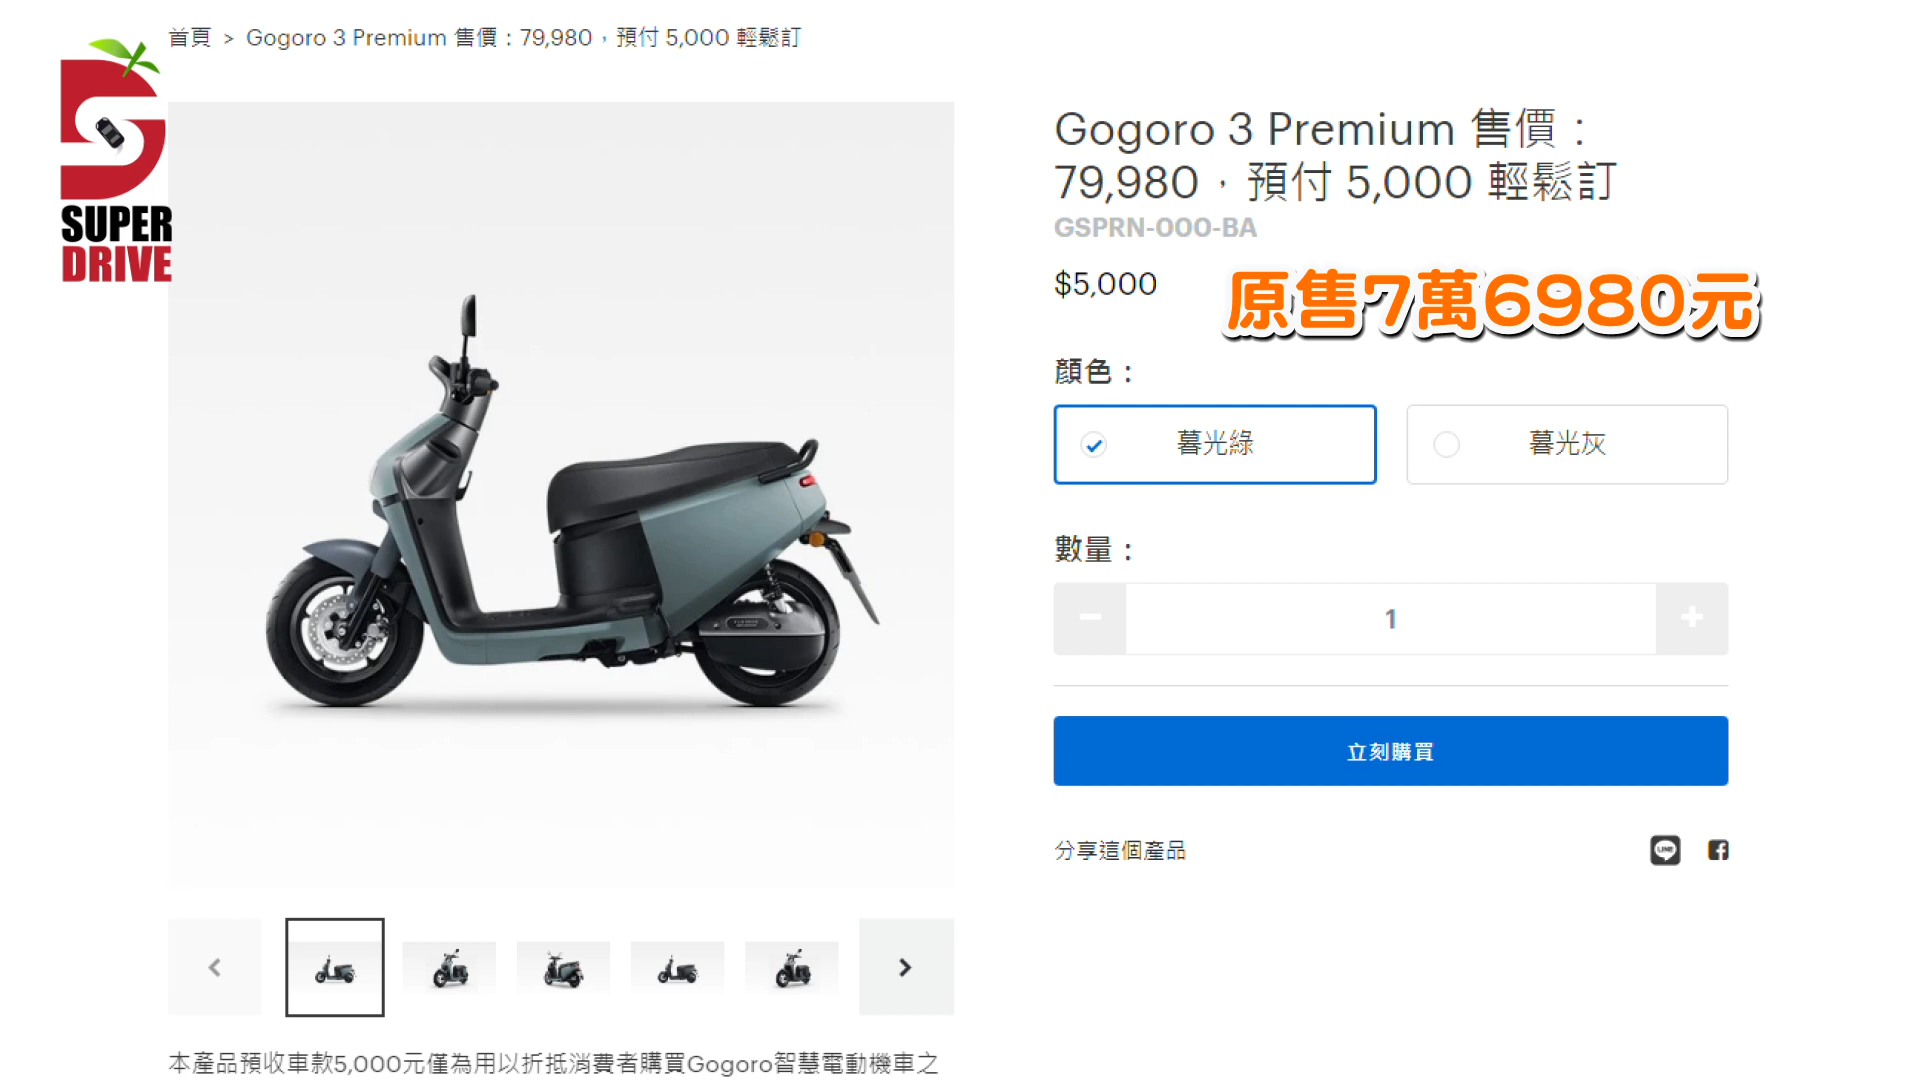 首頁 > Gogoro 3 Premium 售價：79,980，預付 5,000 輕鬆訂
SUPER
DRIVE
Gogoro 3 Premium 售價：
79,980，預付 5,000 輕鬆訂
GSPRN-000-BA
$5,000
原售7萬6980元
顏色：
暮光綠
暮光灰
數量：
1
立刻購買
分享這個產品
LINE
本產品預收車款5,000元僅為用以折抵消費者購買Gogoro智慧電動機車之